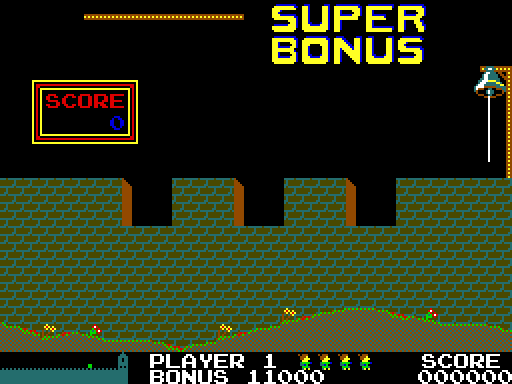 SUPER
BONUS
SCORE
0
PLAYER 1
BONUS 11000
SCORE
000000